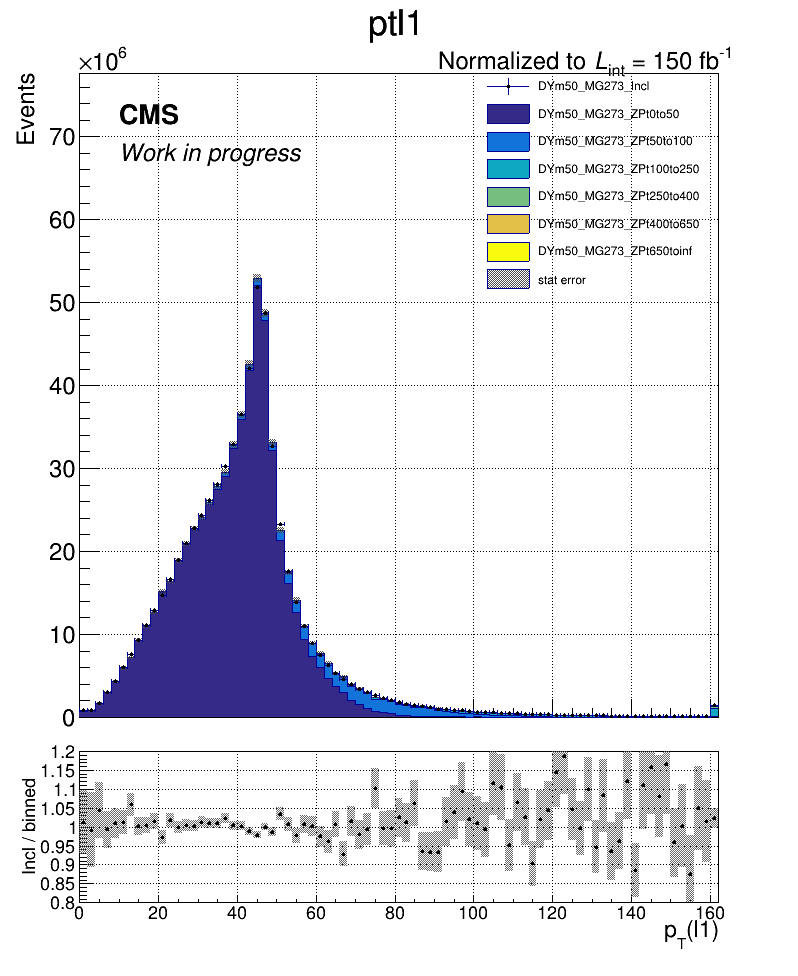 ptl1
×10⁶
Normalized to L_int = 150 fb⁻¹
Events
CMS
Work in progress
DYm50_MG273_Incl
DYm50_MG273_ZPt0to50
DYm50_MG273_ZPt50to100
DYm50_MG273_ZPt100to250
DYm50_MG273_ZPt250to400
DYm50_MG273_ZPt400to650
DYm50_MG273_ZPt650toinf
stat error
70
60
50
40
30
20
10
0
Incl / binned
1.2
1.15
1.1
1.05
1
0.95
0.9
0.85
0.8
0 20 40 60 80 100 120 140 160
p_T(l1)